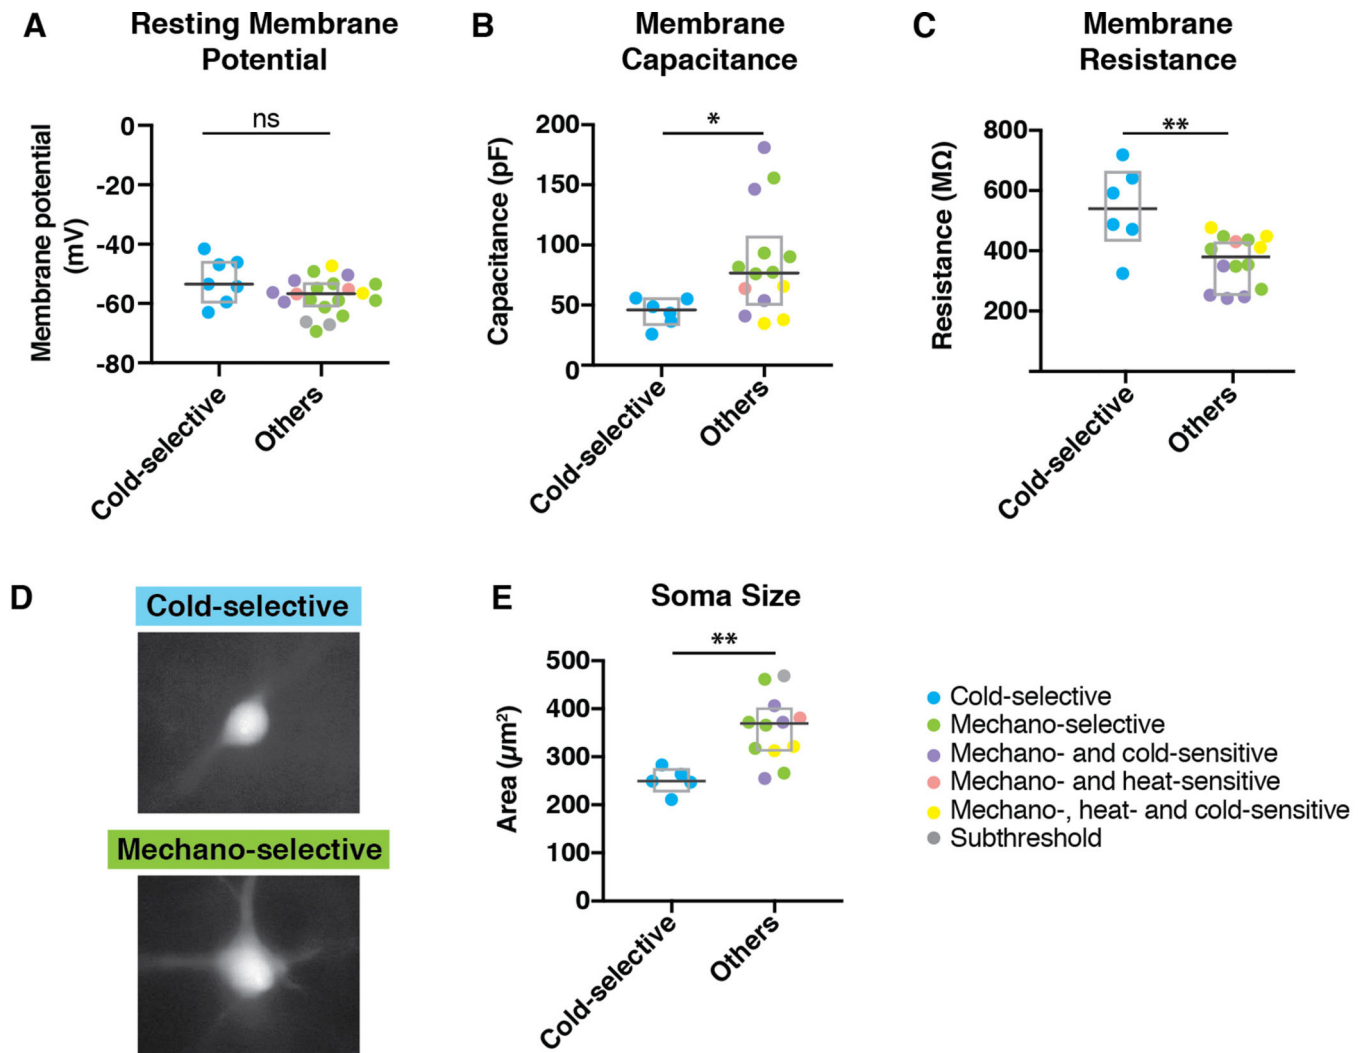 A
Resting Membrane
Potential
Membrane potential
(mV)
0
-20
-40
-60
-80
ns
Cold-selective
Others
B
Membrane
Capacitance
Capacitance (pF)
200
150
100
50
0
*
Cold-selective
Others
C
Membrane
Resistance
Resistance (MΩ)
800
600
400
200
**
Cold-selective
Others
D
Cold-selective
Mechano-selective
E
Soma Size
Area (µm²)
500
400
300
200
100
0
**
Cold-selective
Others
Cold-selective
Mechano-selective
Mechano- and cold-sensitive
Mechano- and heat-sensitive
Mechano-, heat- and cold-sensitive
Subthreshold